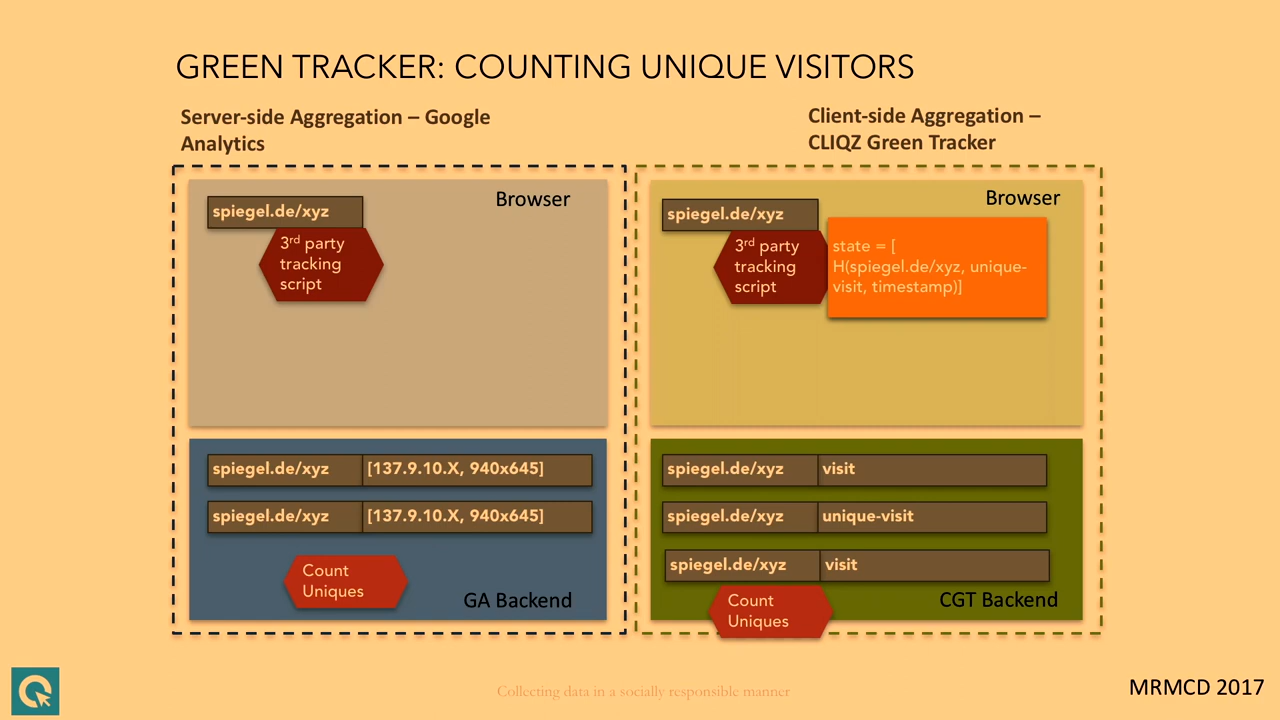 GREEN TRACKER: COUNTING UNIQUE VISITORS
Server-side Aggregation – Google
Analytics
Browser
spiegel.de/xyz
3rd party
tracking
script
spiegel.de/xyz [137.9.10.X, 940x645]
spiegel.de/xyz [137.9.10.X, 940x645]
Count
Uniques
GA Backend
Client-side Aggregation –
CLIQZ Green Tracker
Browser
spiegel.de/xyz
3rd party
tracking
script
state = [
H(spiegel.de/xyz, unique-
visit, timestamp)]
spiegel.de/xyz visit
spiegel.de/xyz unique-visit
spiegel.de/xyz visit
Count
Uniques
CGT Backend
Collecting data in a socially responsible manner
MRMCD 2017